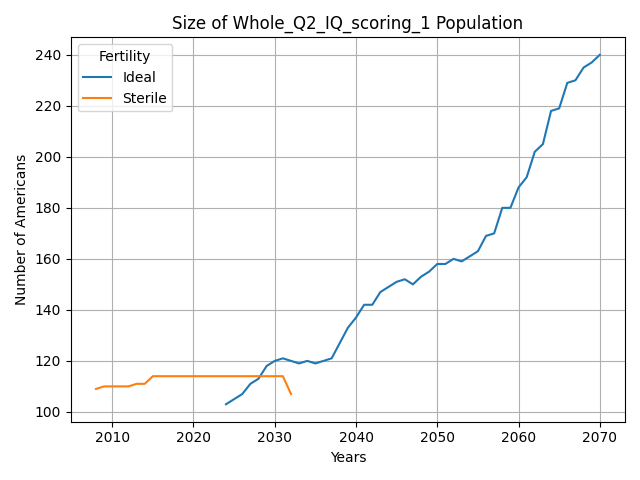 Size of Whole_Q2_IQ_scoring_1 Population
Fertility
Ideal
Sterile
Number of Americans
240
220
200
180
160
140
120
100
2010
2020
2030
2040
2050
2060
2070
Years